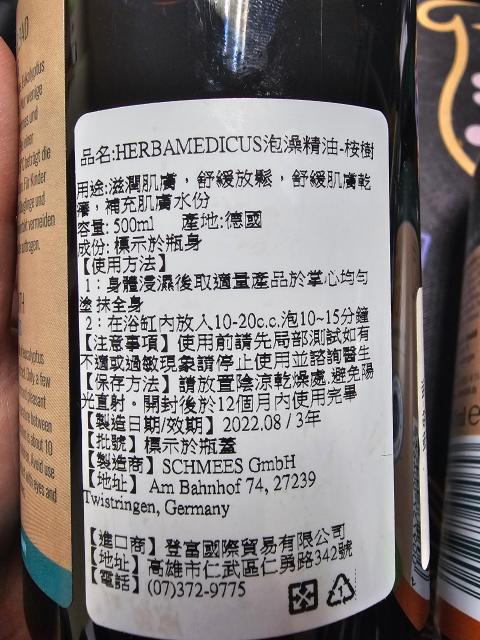 品名:HERBAMEDICUS泡澡精油-桉樹
用途:滋潤肌膚,舒緩放鬆,舒緩肌膚乾
癢,補充肌膚水份
容量: 500ml 產地:德國
成份: 標示於瓶身
【使用方法】
1:身體浸濕後取適量產品於掌心均勻
塗抹全身
2:在浴缸內放入10-20c.c.泡10~15分鐘
【注意事項】使用前請先局部測試如有
不適或過敏現象請停止使用並諮詢醫生
【保存方法】請放置陰涼乾燥處,避免陽
光直射。開封後於12個月內使用完畢
【製造日期/效期】2022.08 / 3年
【批號】標示於瓶蓋
【製造商】SCHMEES GmbH
【地址】Am Bahnhof 74, 27239
Twistringen, Germany
【進口商】登富國際貿易有限公司
【地址】高雄市仁武區仁勇路342號
【電話】(07)372-9775